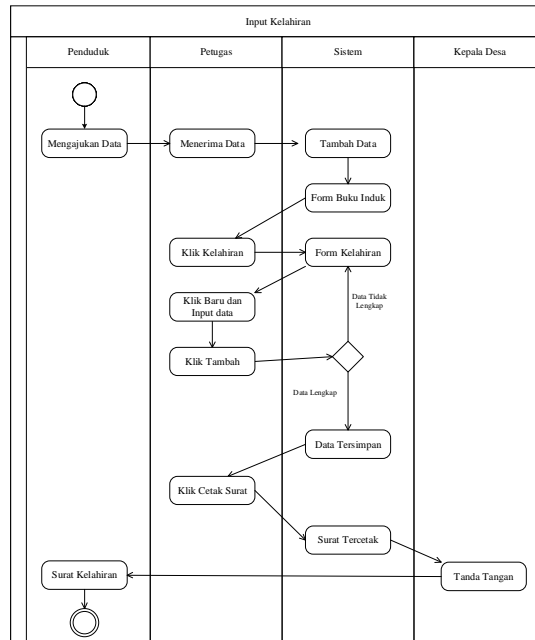 Input Kelahiran
Penduduk
Petugas
Sistem
Kepala Desa
Mengajukan Data
Menerima Data
Tambah Data
Form Buku Induk
Klik Kelahiran
Form Kelahiran
Klik Baru dan
Input data
Data Tidak
Lengkap
Klik Tambah
Data Lengkap
Data Tersimpan
Klik Cetak Surat
Surat Tercetak
Surat Kelahiran
Tanda Tangan